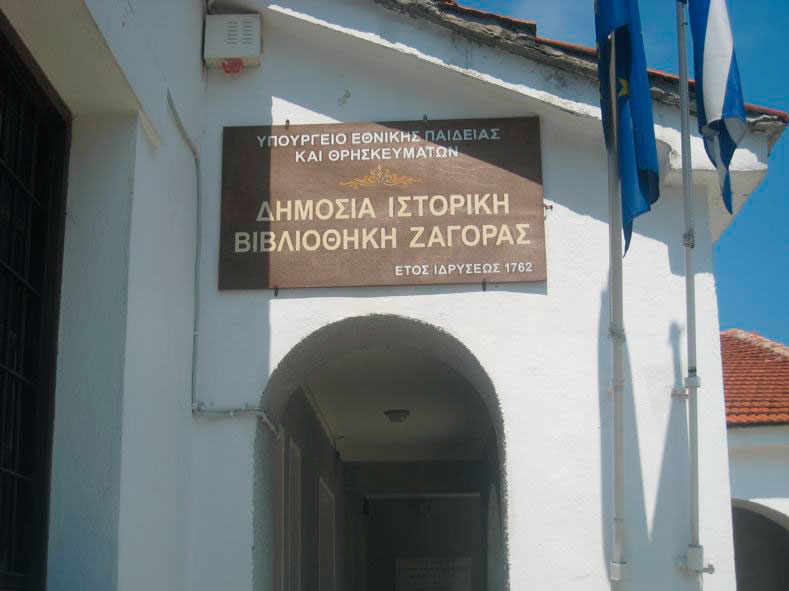 ΥΠΟΥΡΓΕΙΟ ΕΘΝΙΚΗΣ ΠΑΙΔΕΙΑΣ
ΚΑΙ ΘΡΗΣΚΕΥΜΑΤΩΝ
ΔΗΜΟΣΙΑ ΙΣΤΟΡΙΚΗ
ΒΙΒΛΙΟΘΗΚΗ ΖΑΓΟΡΑΣ
ΕΤΟΣ ΙΔΡΥΣΕΩΣ 1762